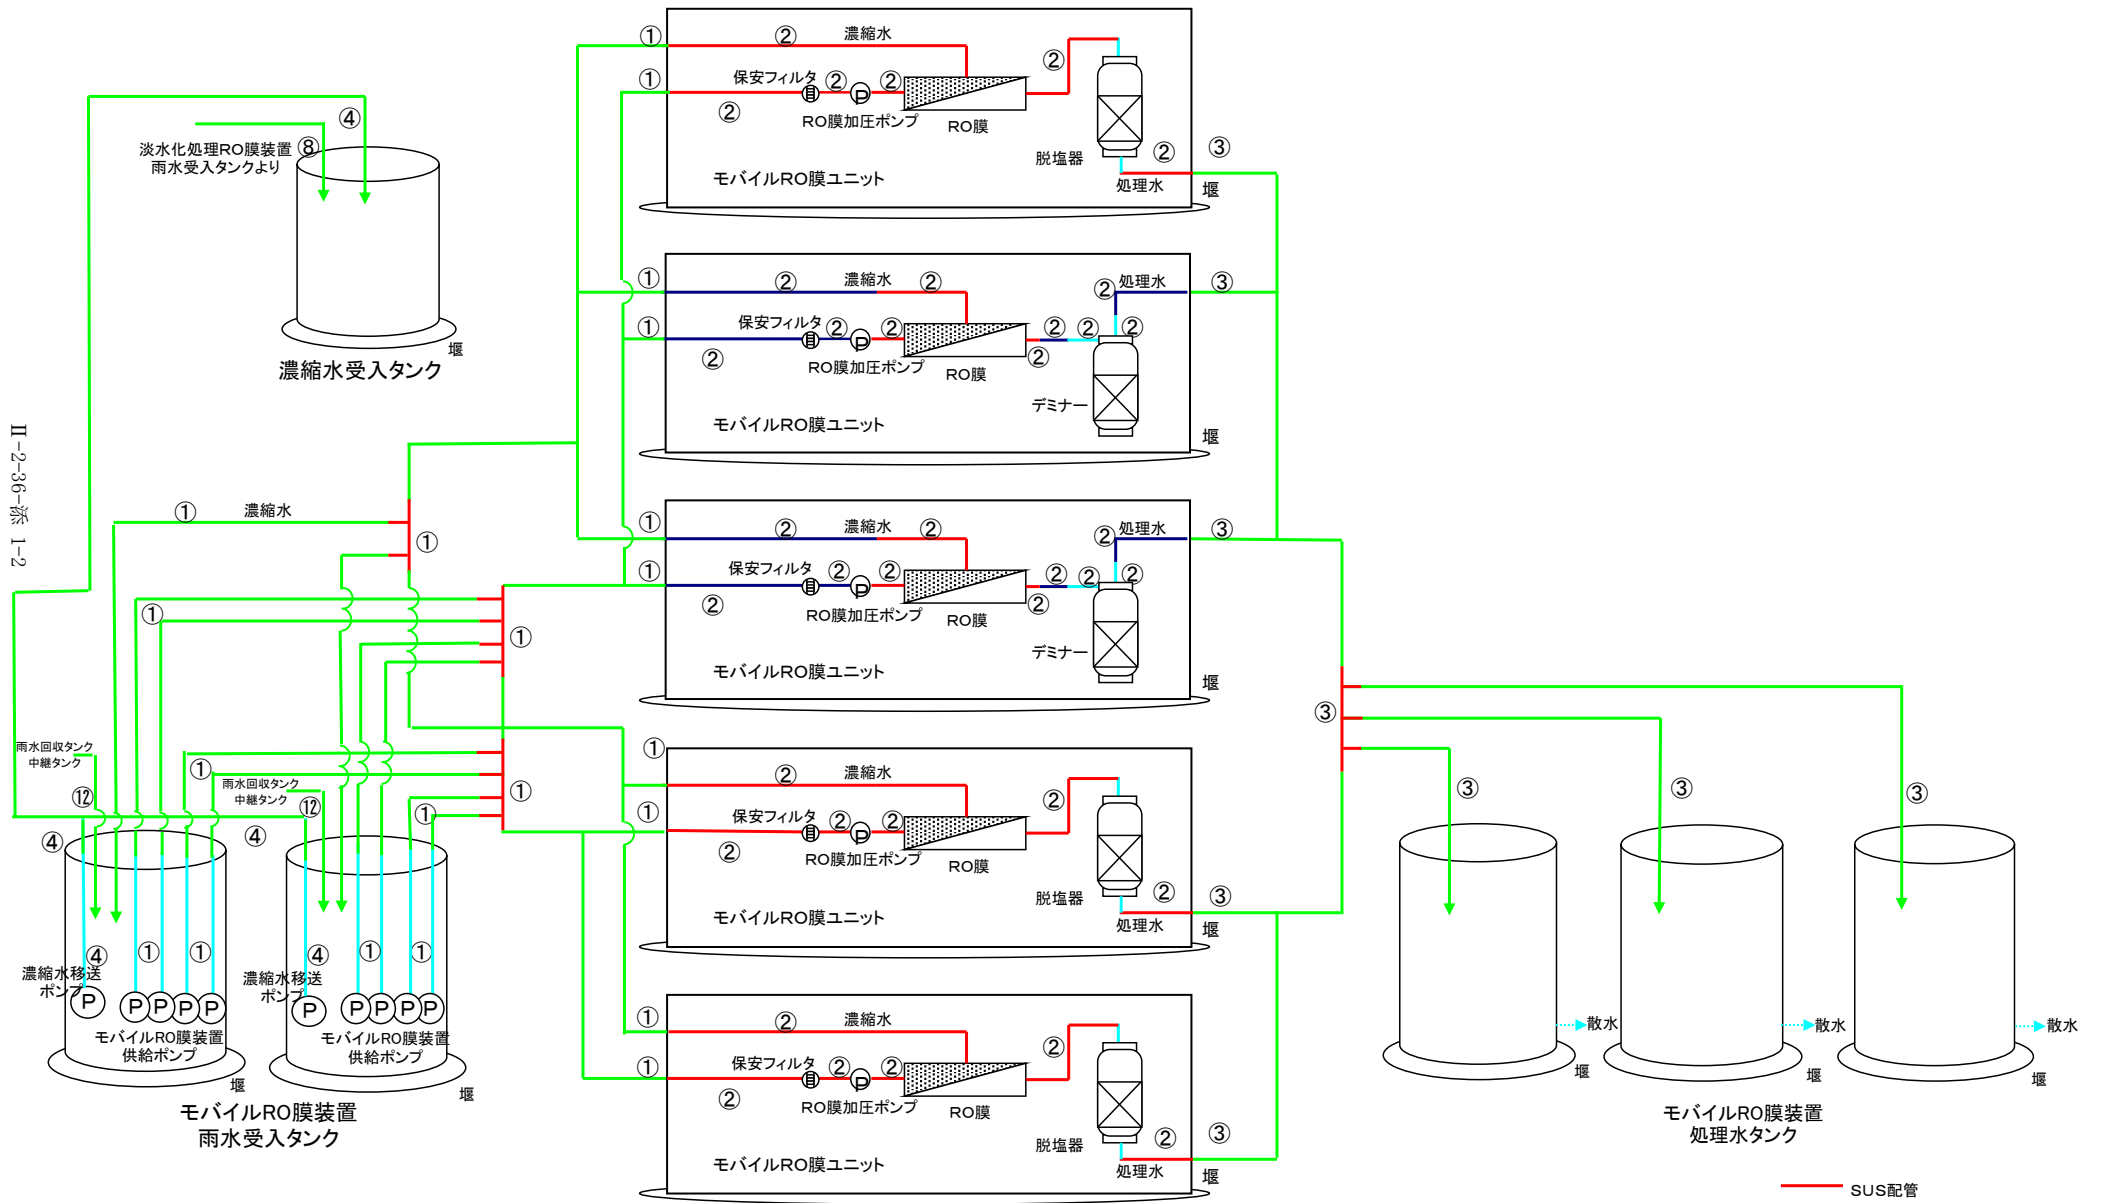 Ⅱ-2-36-添 1-2
④
⑧
淡水化処理RO膜装置
雨水受入タンクより
堰
濃縮水受入タンク
① ② 濃縮水 ②
① 保安フィルタ ② ②
②
RO膜加圧ポンプ RO膜
脱塩器 ② ③
処理水 堰
モバイルRO膜ユニット
① ② 濃縮水 ② ② 処理水 ③
① 保安フィルタ ② ② ② ② ②
② ②
RO膜加圧ポンプ RO膜
デミナー
モバイルRO膜ユニット
堰
① ② 濃縮水 ② ② 処理水 ③
① 保安フィルタ ② ② ② ② ②
② ②
RO膜加圧ポンプ RO膜
デミナー
モバイルRO膜ユニット
堰
① ② 濃縮水 ②
① 保安フィルタ ② ②
②
RO膜加圧ポンプ RO膜
脱塩器 ② ③
処理水 堰
モバイルRO膜ユニット
① ② 濃縮水 ②
① 保安フィルタ ② ②
②
RO膜加圧ポンプ RO膜
脱塩器 ② ③
処理水 堰
モバイルRO膜ユニット
① 濃縮水
①
① ①
雨水回収タンク
中継タンク
①
雨水回収タンク
中継タンク
①
⑫ ⑫ ①
④ ④
④ ① ① ④ ① ①
濃縮水移送
ポンプ
P P P P P
モバイルRO膜装置
供給ポンプ
堰
濃縮水移送
ポンプ
P P P P P
モバイルRO膜装置
供給ポンプ
堰
モバイルRO膜装置
雨水受入タンク
③
③ ③ ③
散水 散水 散水
堰 堰 堰
モバイルRO膜装置
処理水タンク
SUS配管